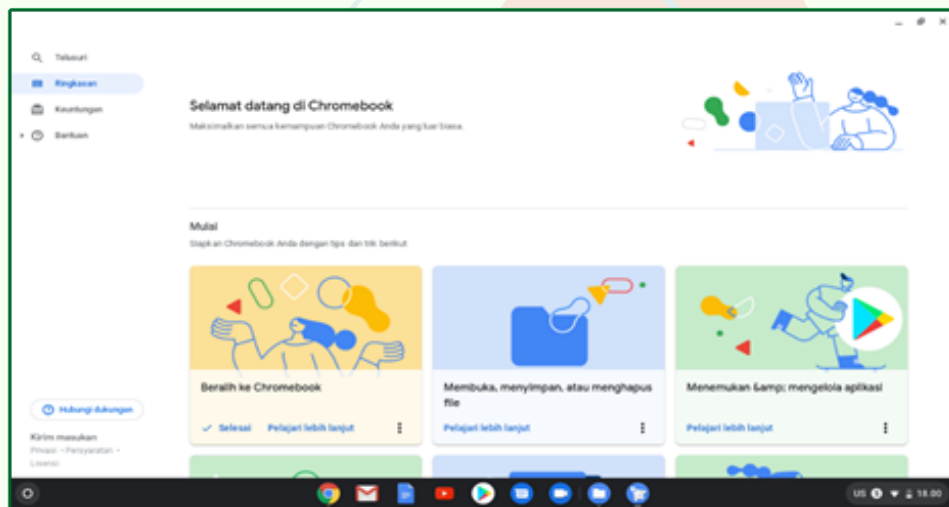 Telusuri
Ringkasan
Keuntungan
Bantuan
Selamat datang di Chromebook
Maksimalkan semua kemampuan Chromebook Anda yang luar biasa.
Mulai
Siapkan Chromebook Anda dengan tips dan trik berikut
Beralih ke Chromebook
Selesai Pelajari lebih lanjut
Membuka, menyimpan, atau menghapus
file
Pelajari lebih lanjut
Menemukan &amp; mengelola aplikasi
Pelajari lebih lanjut
Hubungi dukungan
Kirim masukan
Privasi • Persyaratan •
Lisensi
US 18.00